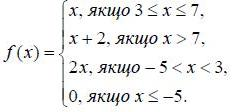 f(x) =
x, якщо 3 ≤ x ≤ 7,
x + 2, якщо x > 7,
2x, якщо − 5 < x < 3,
0, якщо x ≤ −5.